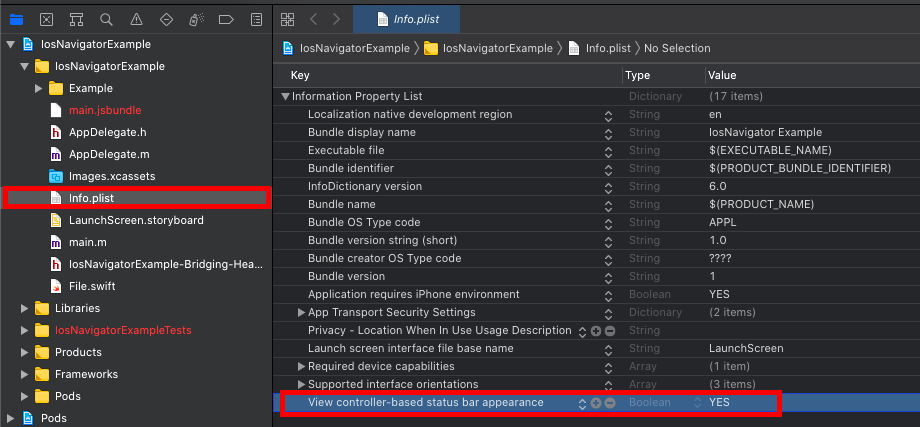 Info.plist
IosNavigatorExample
IosNavigatorExample
Example
main.jsbundle
AppDelegate.h
AppDelegate.m
Images.xcassets
Info.plist
LaunchScreen.storyboard
main.m
IosNavigatorExample-Bridging-Hea...
File.swift
Libraries
IosNavigatorExampleTests
Products
Frameworks
Pods
Pods
IosNavigatorExample IosNavigatorExample Info.plist No Selection
Key Type Value
Information Property List Dictionary (17 items)
Localization native development region String en
Bundle display name String IosNavigator Example
Executable file String $(EXECUTABLE_NAME)
Bundle identifier String $(PRODUCT_BUNDLE_IDENTIFIER)
InfoDictionary version String 6.0
Bundle name String $(PRODUCT_NAME)
Bundle OS Type code String APPL
Bundle version string (short) String 1.0
Bundle creator OS Type code String ????
Bundle version String 1
Application requires iPhone environment Boolean YES
App Transport Security Settings Dictionary (2 items)
Privacy - Location When In Use Usage Description String
Launch screen interface file base name String LaunchScreen
Required device capabilities Array (1 item)
Supported interface orientations Array (3 items)
View controller-based status bar appearance Boolean YES